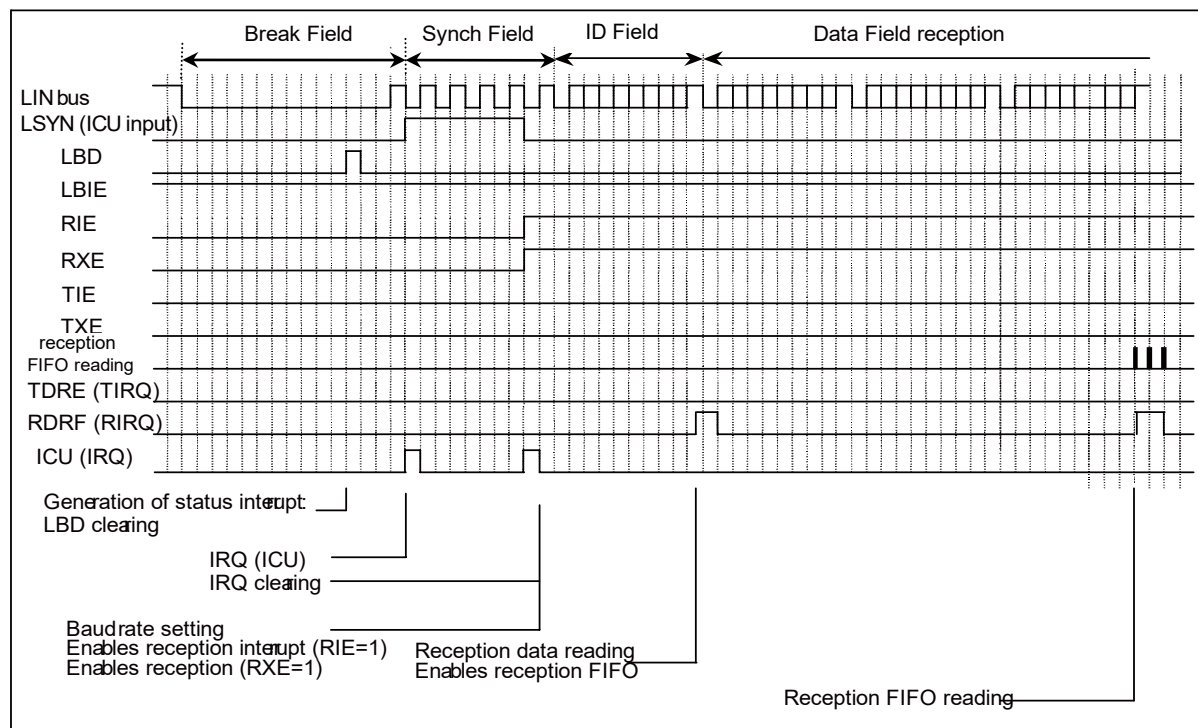 Break Field
Synch Field
ID Field
Data Field reception
LIN bus
LSYN (ICU input)
LBD
LBIE
RIE
RXE
TIE
TXE
reception
FIFO reading
TDRE (TIRQ)
RDRF (RIRQ)
ICU (IRQ)
Generation of status interrupt:
LBD clearing
IRQ (ICU)
IRQ clearing
Baud rate setting
Enables reception interrupt (RIE=1)
Enables reception (RXE=1)
Reception data reading
Enables reception FIFO
Reception FIFO reading